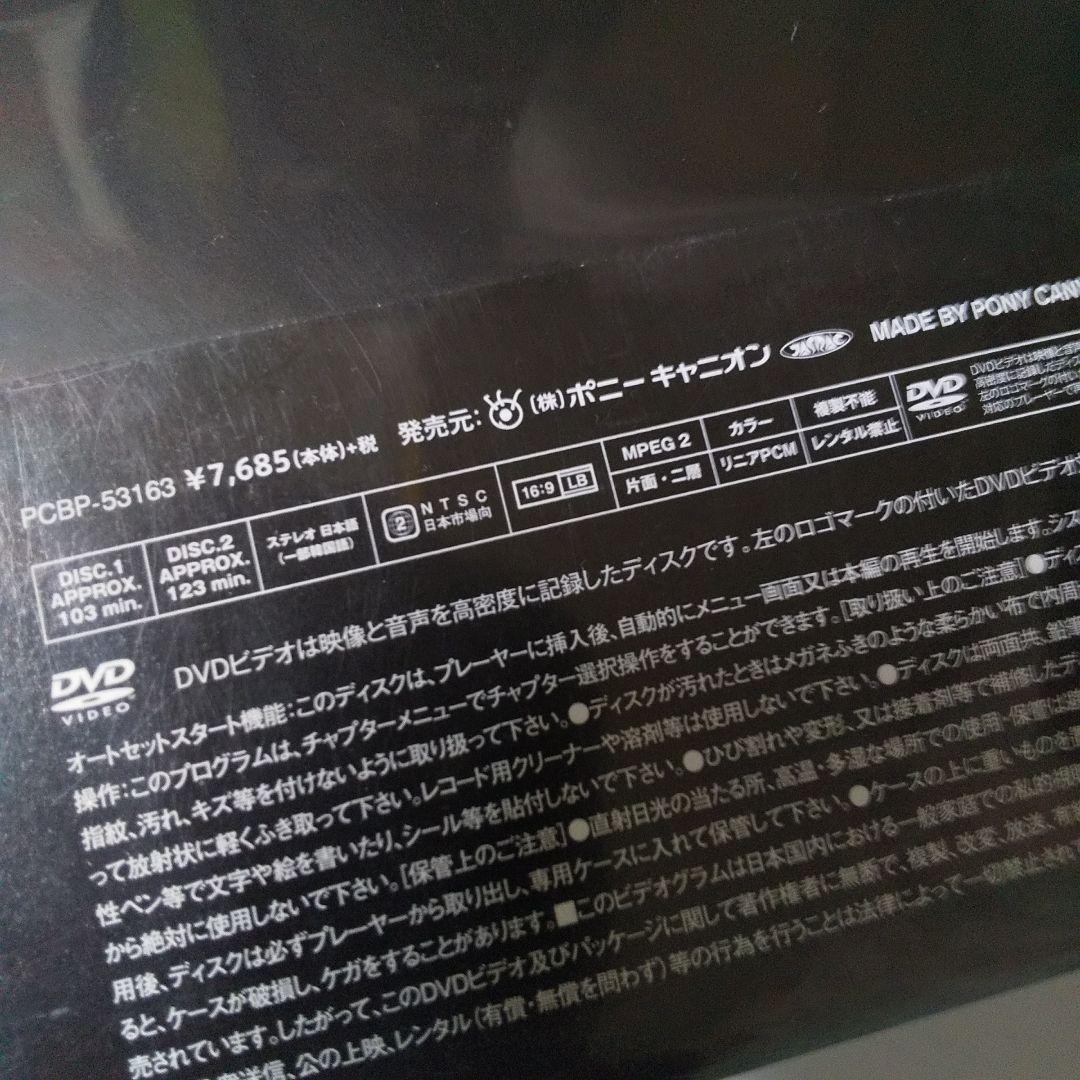 PCBP-53163 ¥7,685(本体)+税 発売元: (株)ポニーキャニオン JASRAC MADE BY PONY
DISC.1 APPROX. 103 min.
DISC.2 APPROX. 123 min.
ステレオ 日本語 (一部韓国語)
2 NTSC 日本市場向
16:9 LB
MPEG 2
片面・二層
カラー
リニアPCM
複製不能
レンタル禁止
DVD VIDEO
DVDビデオは映像と音声
高密度に記録したディス
左のロゴマークの付いた
対応のプレーヤーで
DVD VIDEO
DVDビデオは映像と音声を高密度に記録したディスクです。左のロゴマークの付いたDVDビデオ
オートセットスタート機能:このディスクは、プレーヤーに挿入後、自動的にメニュー画面又は本編の再生を開始します。シス
操作:このプログラムは、チャプターメニューでチャプター選択操作をすることができます。[取り扱い上のご注意]●ディ
指紋、汚れ、キズ等を付けないように取り扱って下さい。●ディスクが汚れたときはメガネふきのような柔らかい布で内周
って放射状に軽くふき取って下さい。レコード用クリーナーや溶剤等は使用しないで下さい。●ディスクは両面共、鉛筆
性ペン等で文字や絵を書いたり、シール等を貼付しないで下さい。●ひび割れや変形、又は接着剤等で補修したデ
から絶対に使用しないで下さい。[保管上のご注意]●直射日光の当たる所、高温・多湿な場所での使用・保管は
用後、ディスクは必ずプレーヤーから取り出し、専用ケースに入れて保管して下さい。●ケースの上に重いものを
ると、ケースが破損し、ケガをすることがあります。■このビデオグラムは日本国内における一般家庭での私的視聴
売されています。したがって、このDVDビデオ及びパッケージに関して著作権者に無断で、複製、改変、放送、
送信、公の上映、レンタル(有償・無償を問わず)等の行為を行うことは法律によって一切禁止され